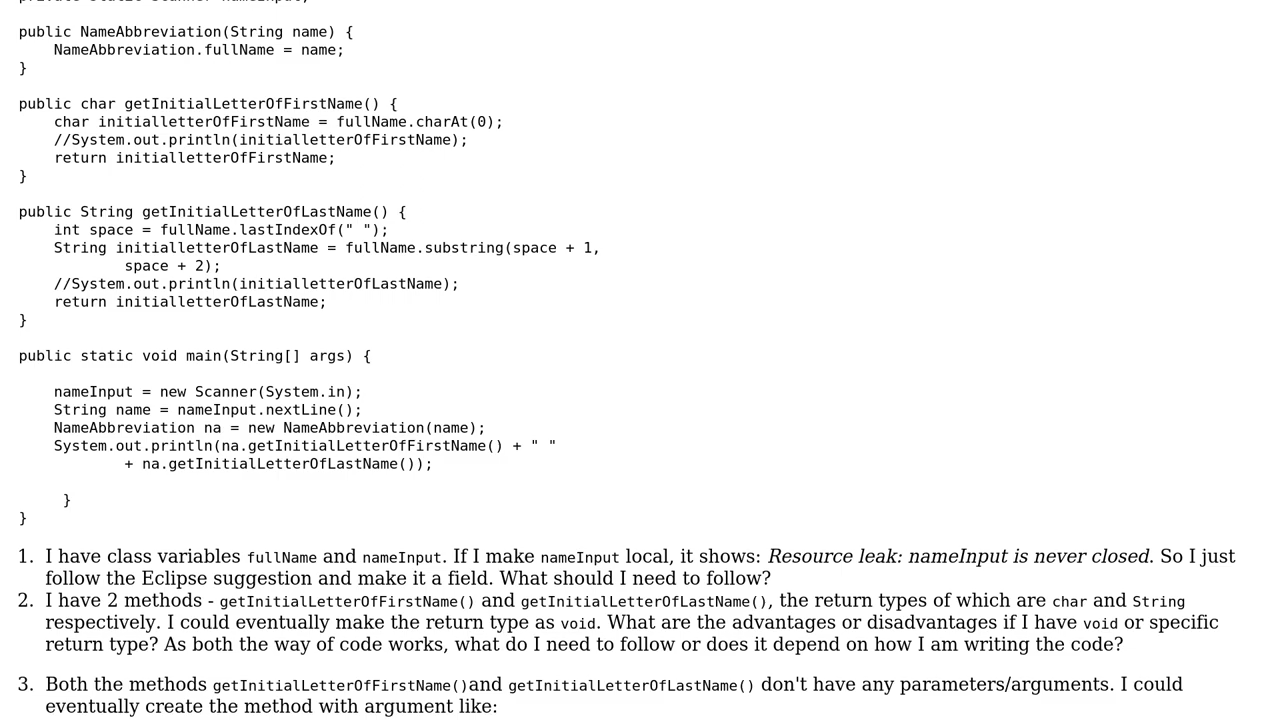 private static Scanner nameInput;
public NameAbbreviation(String name) {
NameAbbreviation.fullName = name;
}
public char getInitialLetterOfFirstName() {
char initialletterOfFirstName = fullName.charAt(0);
//System.out.println(initialletterOfFirstName);
return initialletterOfFirstName;
}
public String getInitialLetterOfLastName() {
int space = fullName.lastIndexOf(" ");
String initialletterOfLastName = fullName.substring(space + 1,
space + 2);
//System.out.println(initialletterOfLastName);
return initialletterOfLastName;
}
public static void main(String[] args) {
nameInput = new Scanner(System.in);
String name = nameInput.nextLine();
NameAbbreviation na = new NameAbbreviation(name);
System.out.println(na.getInitialLetterOfFirstName() + " "
+ na.getInitialLetterOfLastName());
}
}
1. I have class variables fullName and nameInput. If I make nameInput local, it shows: Resource leak: nameInput is never closed. So I just
follow the Eclipse suggestion and make it a field. What should I need to follow?
2. I have 2 methods - getInitialLetterOfFirstName() and getInitialLetterOfLastName(), the return types of which are char and String
respectively. I could eventually make the return type as void. What are the advantages or disadvantages if I have void or specific
return type? As both the way of code works, what do I need to follow or does it depend on how I am writing the code?
3. Both the methods getInitialLetterOfFirstName()and getInitialLetterOfLastName() don't have any parameters/arguments. I could
eventually create the method with argument like: